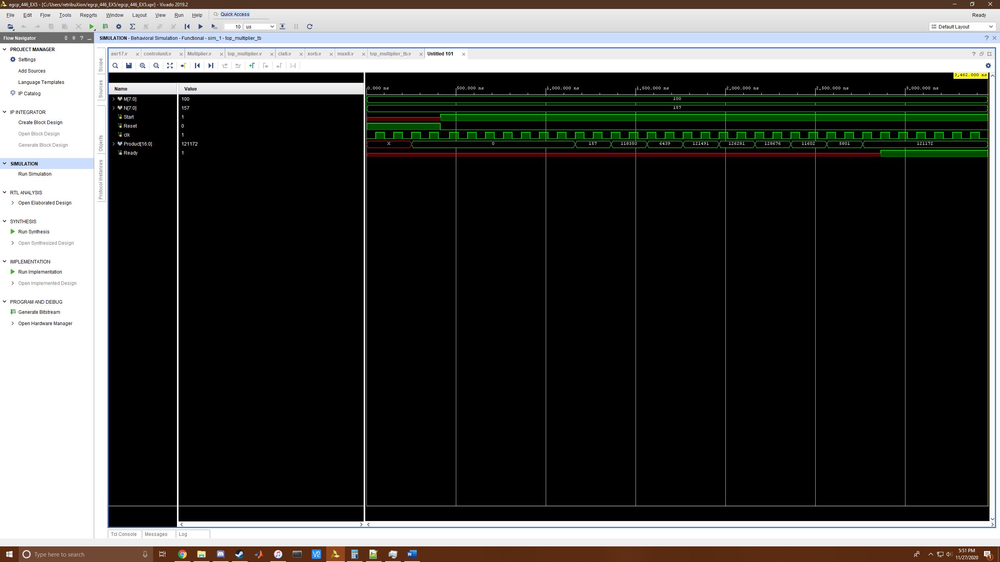 egcp_446_EX5 - [C:/Users/retribuXion/egcp_446_EX5/egcp_446_EX5.xpr] - Vivado 2019.2
File Edit Flow Tools Reports Window Layout View Run Help Quick Access Ready
10 us Default Layout
Flow Navigator
SIMULATION - Behavioral Simulation - Functional - sim_1 - top_multiplier_tb
PROJECT MANAGER
Settings
Add Sources
Language Templates
IP Catalog
IP INTEGRATOR
Create Block Design
Open Block Design
Generate Block Design
SIMULATION
Run Simulation
RTL ANALYSIS
Open Elaborated Design
SYNTHESIS
Run Synthesis
Open Synthesized Design
IMPLEMENTATION
Run Implementation
Open Implemented Design
PROGRAM AND DEBUG
Generate Bitstream
Open Hardware Manager
Scope
Sources
Objects
Protocol Instances
asr17.v controlunit.v Multiplier.v top_multiplier.v cla8.v xorb.v mux8.v top_multiplier_tb.v Untitled 101
3,462.000 ns
Name Value
0.000 ns 500.000 ns 1,000.000 ns 1,500.000 ns 2,000.000 ns 2,500.000 ns 3,000.000 ns
M[7:0] 100 100
N[7:0] 157 157
Start 1
Reset 0
clk 1
Product[16:0] 121172 X 0 157 118350 6439 121491 126281 128676 11602 5801 121172
Ready 1
Tcl Console Messages Log
Type here to search
5:51 PM
11/27/2020
1